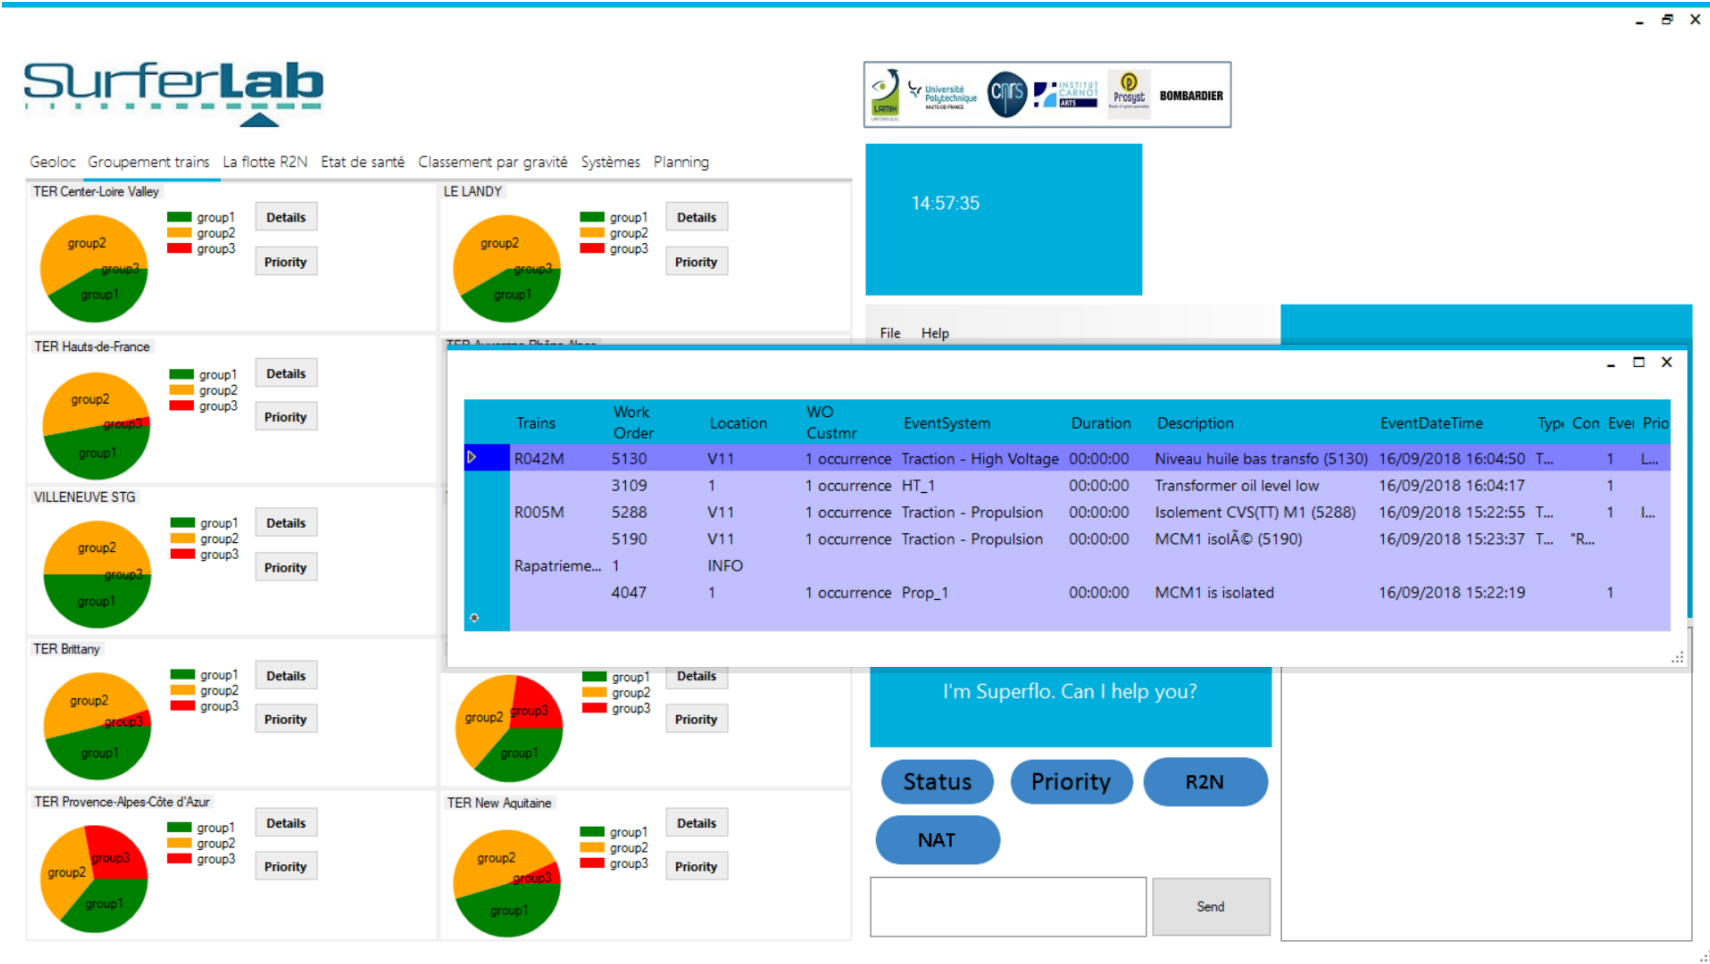 SurferLab
LAMIH
Université
Polytechnique
HAUTS-DE-FRANCE
cnrs
INSTITUT
CARNOT
ARTS
Prosyst
BOMBARDIER
Geoloc Groupement trains La flotte R2N Etat de santé Classement par gravité Systèmes Planning
TER Center-Loire Valley
group2
group3
group1
group1
group2
group3
Details
Priority
LE LANDY
group2
group3
group1
group1
group2
group3
Details
Priority
14:57:35
File Help
TER Hauts-de-France
group2
group3
group1
group1
group2
group3
Details
Priority
TER Auvergne-Rhône-Alpes
Trains Work Order Location WO Custmr EventSystem Duration Description EventDateTime Type Con Eve Prio
R042M 5130 V11 1 occurrence Traction - High Voltage 00:00:00 Niveau huile bas transfo (5130) 16/09/2018 16:04:50 T... 1 L...
3109 1 1 occurrence HT_1 00:00:00 Transformer oil level low 16/09/2018 16:04:17 1
R005M 5288 V11 1 occurrence Traction - Propulsion 00:00:00 Isolement CVS(TT) M1 (5288) 16/09/2018 15:22:55 T... 1 I...
5190 V11 1 occurrence Traction - Propulsion 00:00:00 MCM1 isolÃ© (5190) 16/09/2018 15:23:37 T... "R...
Rapatrieme... 1 INFO
4047 1 1 occurrence Prop_1 00:00:00 MCM1 is isolated 16/09/2018 15:22:19 1
VILLENEUVE STG
group2
group3
group1
group1
group2
group3
Details
Priority
TER Brittany
group2
group3
group1
group1
group2
group3
Details
Priority
group2
group3
group1
group1
group2
group3
Details
Priority
I'm Superflo. Can I help you?
Status
Priority
R2N
NAT
Send
TER Provence-Alpes-Côte d'Azur
group3
group2
group1
group1
group2
group3
Details
Priority
TER New Aquitaine
group2
group3
group1
group1
group2
group3
Details
Priority